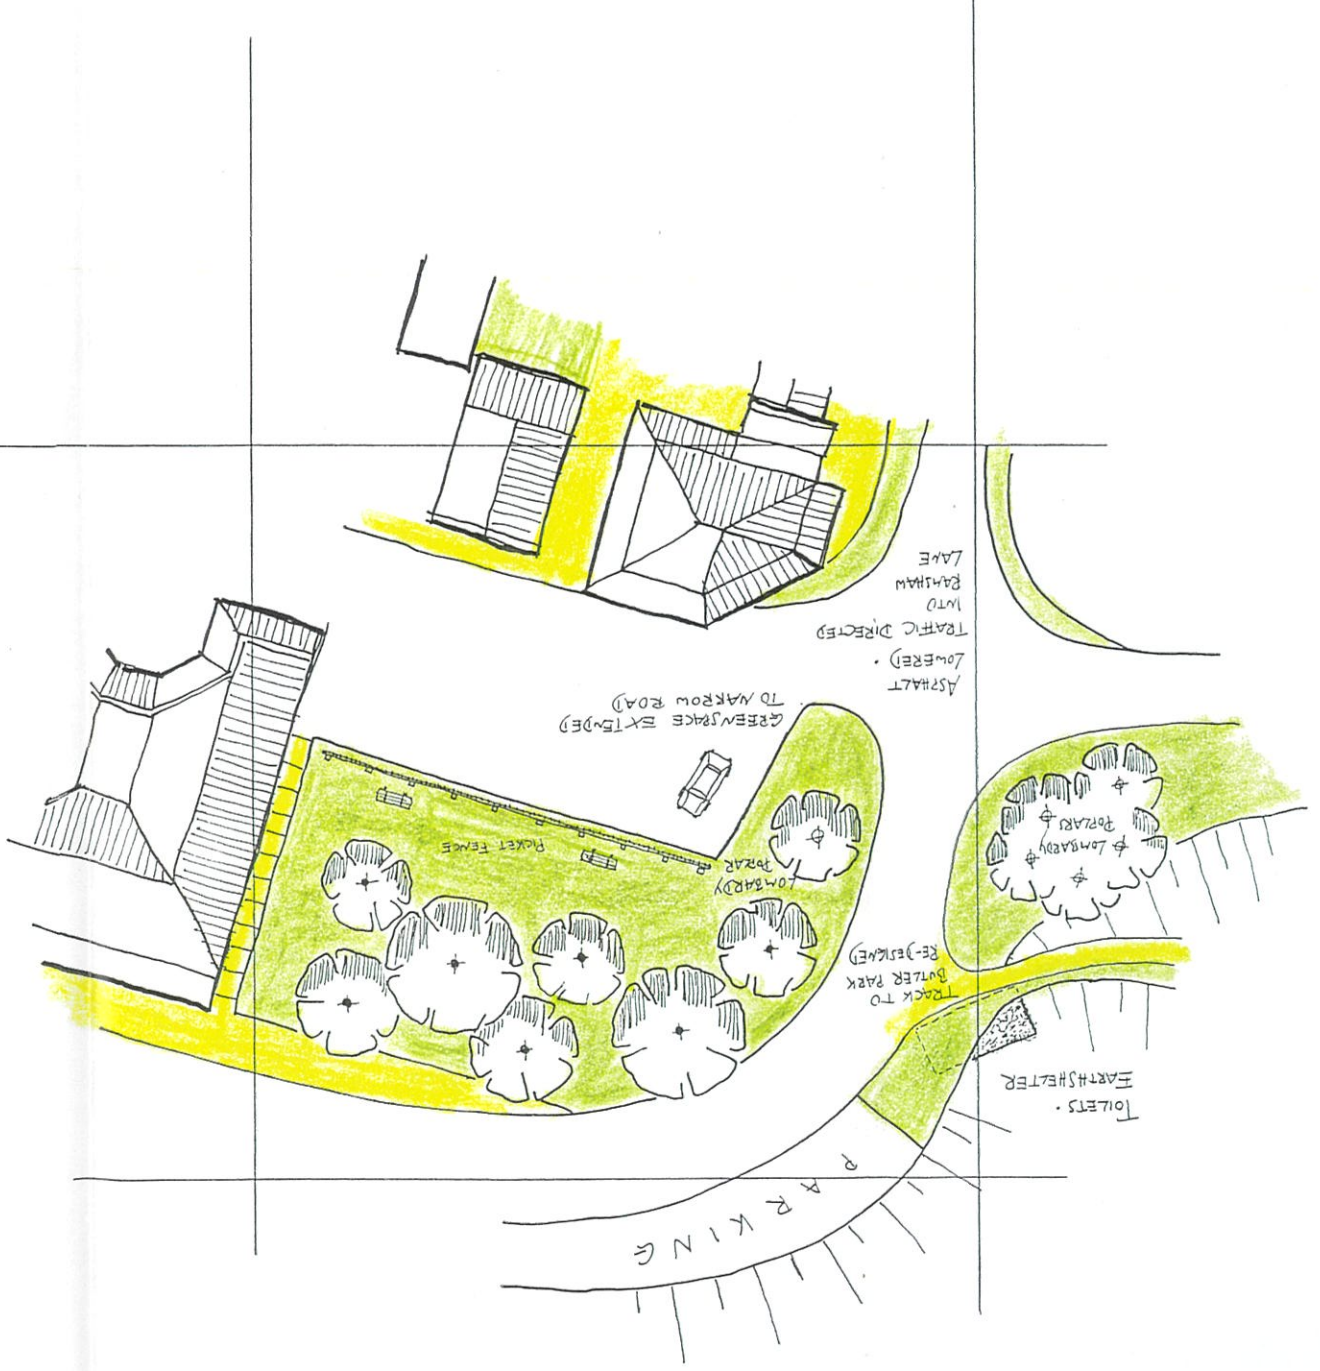 PARKING
TOILETS ·
EARTHSHELTER
TRACK TO
BUTLER PARK
RE-DESIGNED
LOMBARDY
POPLAR
LOMBARDY
POPLARS
PICKET FENCE
GREENSPACE EXTENDED
TO NARROW ROAD
ASPHALT
LOWERED ·
TRAFFIC DIRECTED
INTO
RAMSHAW
LANE